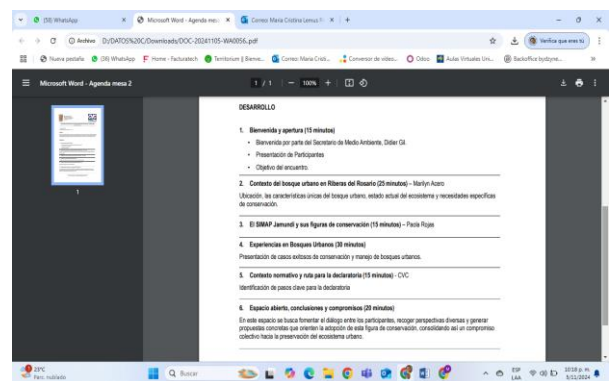 (58) WhatsApp
Microsoft Word - Agenda mes
Correo: Maria Cristina Lemus
Archivo D:/DATOS%20C/Downloads/DOC-20241105-WA0056..pdf
Verifica que eres tú
Nueva pestaña (58) WhatsApp Home - Facturatech Territorium || Bienve... Correo: Maria Cristi... Conversor de video... Odoo Aulas Virtuales Uni...
Microsoft Word - Agenda mesa 2
1 / 1 100%
1
DESARROLLO
1. Bienvenida y apertura (15 minutos)
• Bienvenida por parte del Secretario de Medio Ambiente, Didier Gil.
• Presentación de Participantes
• Objetivo del encuentro.
2. Contexto del bosque urbano en Riberas del Rosario (25 minutos) – Marilyn Acero
Ubicación, las características únicas del bosque urbano, estado actual del ecosistema y necesidades específicas
de conservación.
3. El SIMAP Jamundí y sus figuras de conservación (15 minutos) – Paola Rojas
4. Experiencias en Bosques Urbanos (30 minutos)
Presentación de casos exitosos de conservación y manejo de bosques urbanos.
5. Contexto normativo y ruta para la declaratoria (15 minutos) - CVC
Identificación de pasos clave para la declaratoria
6. Espacio abierto, conclusiones y compromisos (20 minutos)
En este espacio se busca fomentar el diálogo entre los participantes, recoger perspectivas diversas y generar
propuestas concretas que orienten la adopción de esta figura de conservación, consolidando así un compromiso
colectivo hacia la preservación del ecosistema urbano.
21°C
Parc. nublado
Buscar
ESP
LAA
5/11/2024